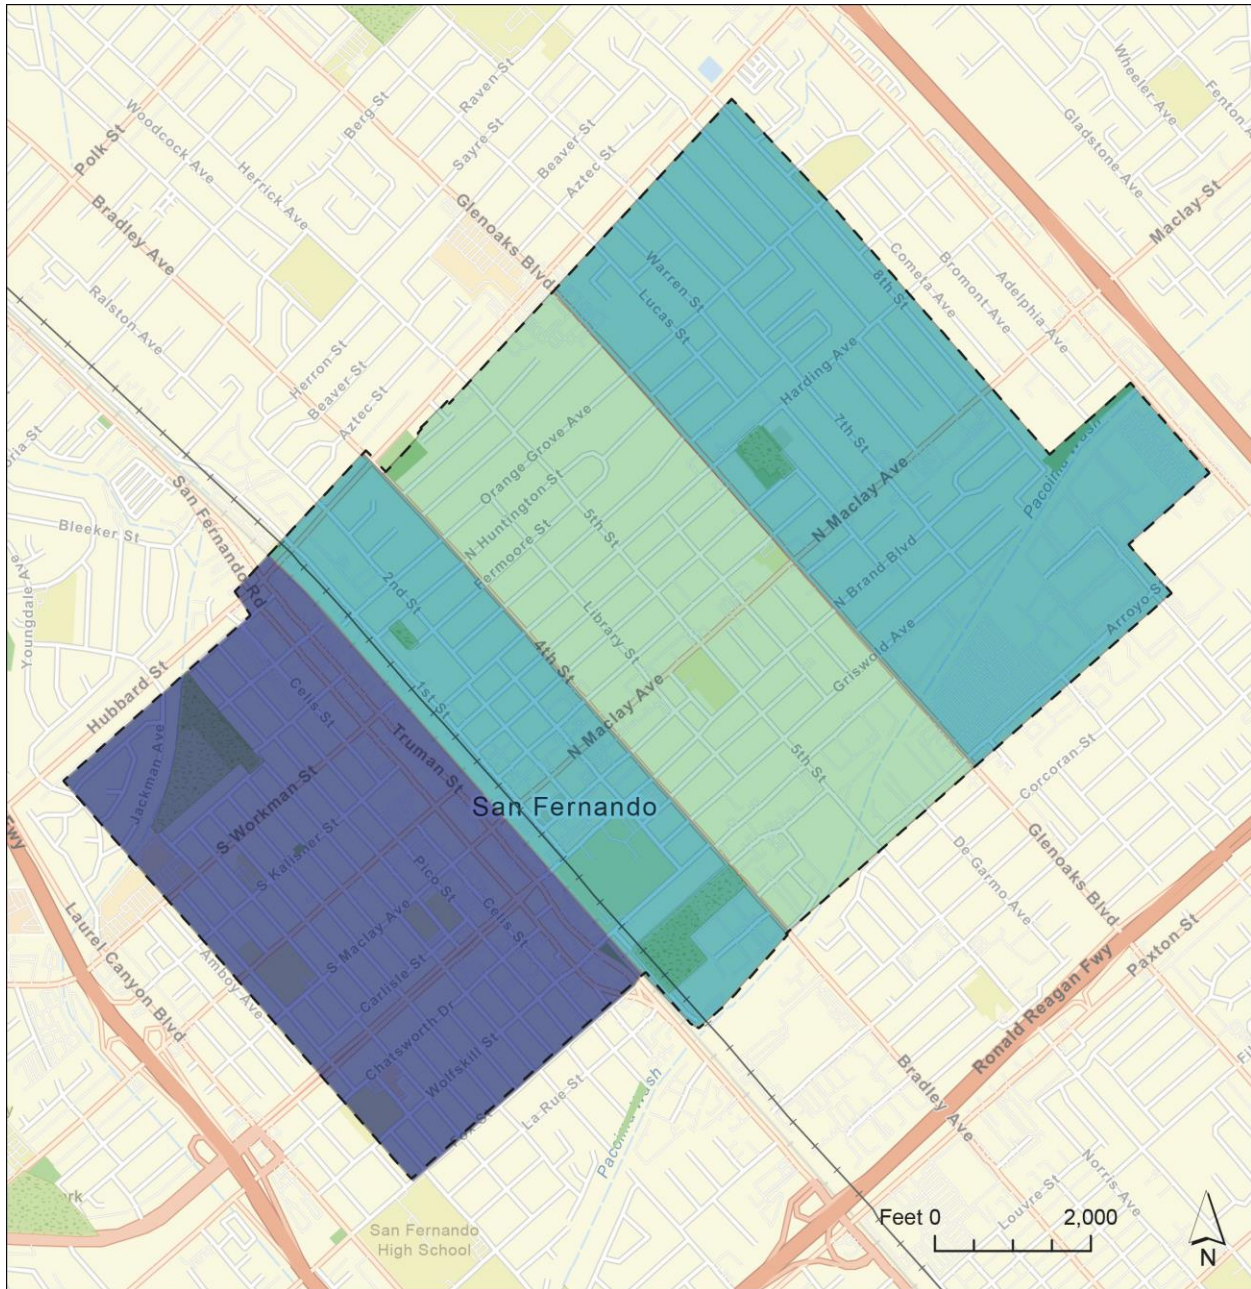 Raven St
Wheeler Ave
Fenton
Berg St
Woodcock Ave
Gladstone Ave
Polk St
Sayre St
Beaver St
Aztec St
Herrick Ave
Maclay St
Bradley Ave
Glenoaks Blvd
Cometa Ave
Bromont Ave
Adelphia Ave
Warren St
8th St
Lucas St
Ralston Ave
Herron St
Beaver St
Aztec St
Harding Ave
7th St
Orange Grove Ave
N Huntington St
5th St
Fermoore St
N Maclay Ave
Pacoima Wash
San Fernando Rd
Bleeker St
Youngdale Ave
2nd St
N Brand Blvd
Library St
Arroyo St
4th St
Griswold Ave
Hubbard St
Celis St
1st St
N Maclay Ave
Truman St
5th St
Jackman Ave
Corcoran St
San Fernando
S Workman St
S Kalisher St
Fwy
Pico St
Celis St
De Garmo Ave
Glenoaks Blvd
S Maclay Ave
Laurel Canyon Blvd
Amboy Ave
Carlisle St
Paxton St
Ronald Reagan Fwy
Chatsworth Dr
Wolfskill St
La Rue St
Pacoima Wash
Bradley Ave
Norris Ave
Louvre St
San Fernando
High School
Feet 0 2,000
N